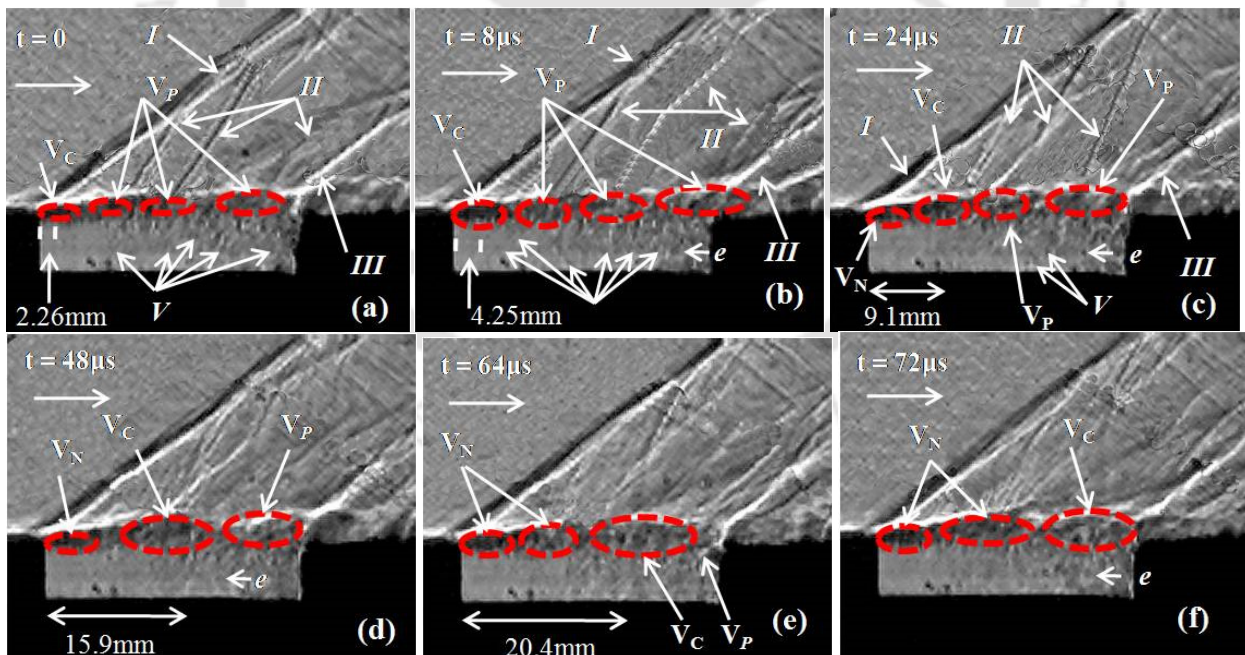 t = 0
I
V_P
II
V_C
III
V
2.26mm
(a)
t = 8μs
I
V_P
V_C
II
e
III
4.25mm
(b)
t = 24μs
II
V_P
V_C
I
e
III
V_N
V_P
V
9.1mm
(c)
t = 48μs
V_C
V_P
V_N
e
15.9mm
(d)
t = 64μs
V_N
20.4mm
V_C
V_P
(e)
t = 72μs
V_N
V_C
e
(f)